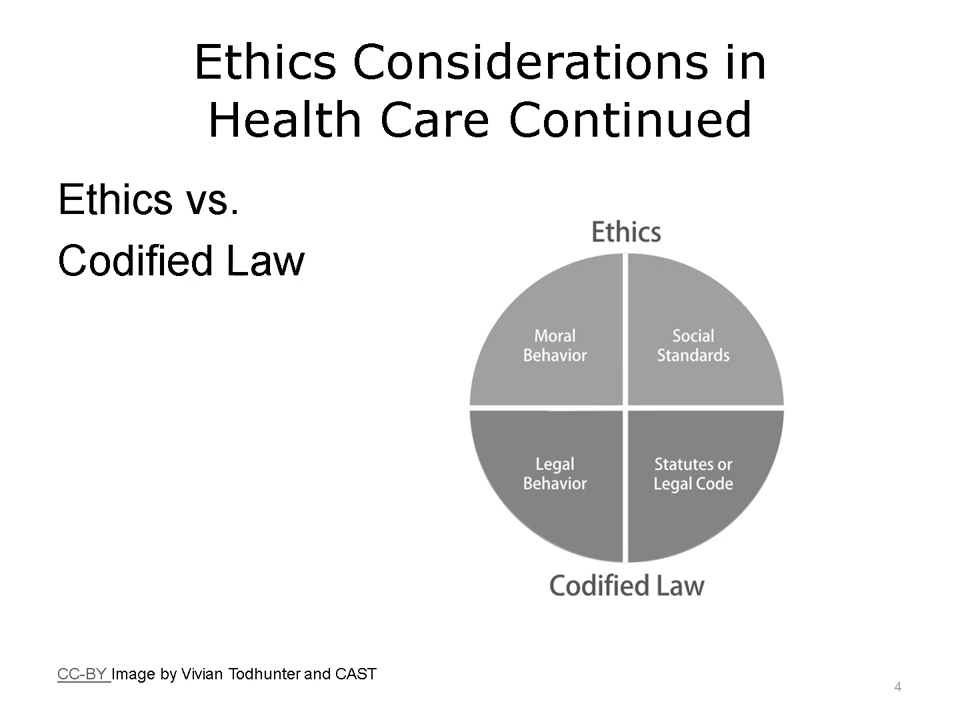 Ethics Considerations in
Health Care Continued
Ethics vs.
Codified Law
Ethics
Moral
Behavior
Social
Standards
Legal
Behavior
Statutes or
Legal Code
Codified Law
CC-BY Image by Vivian Todhunter and CAST
4